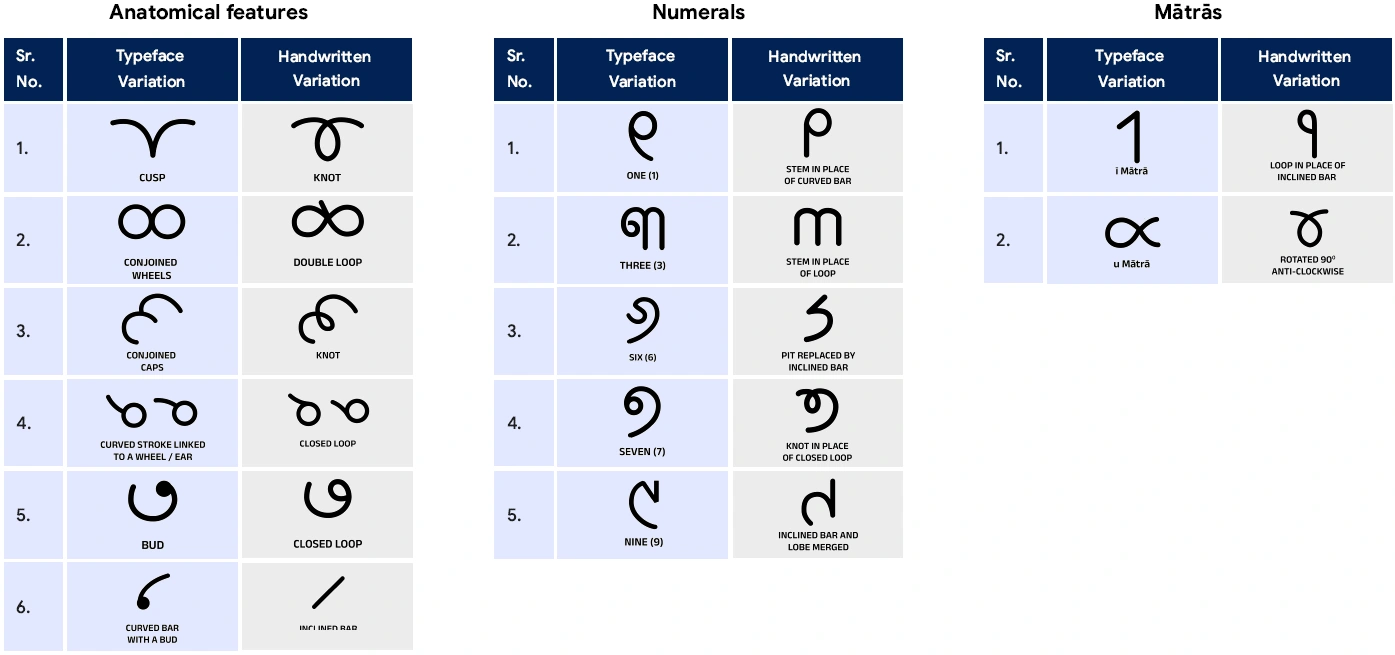 Anatomical features
Sr. No.
Typeface Variation
Handwritten Variation
1.
CUSP
KNOT
2.
CONJOINED
WHEELS
DOUBLE LOOP
3.
CONJOINED
CAPS
KNOT
4.
CURVED STROKE LINKED
TO A WHEEL / EAR
CLOSED LOOP
5.
BUD
CLOSED LOOP
6.
CURVED BAR
WITH A BUD
INCLINED BAR
Numerals
Sr. No.
Typeface Variation
Handwritten Variation
1.
ONE (1)
STEM IN PLACE
OF CURVED BAR
2.
THREE (3)
STEM IN PLACE
OF LOOP
3.
SIX (6)
PIT REPLACED BY
INCLINED BAR
4.
SEVEN (7)
KNOT IN PLACE
OF CLOSED LOOP
5.
NINE (9)
INCLINED BAR AND
LOBE MERGED
Mātrās
Sr. No.
Typeface Variation
Handwritten Variation
1.
i Mātrā
LOOP IN PLACE OF
INCLINED BAR
2.
u Mātrā
ROTATED 90°
ANTI-CLOCKWISE